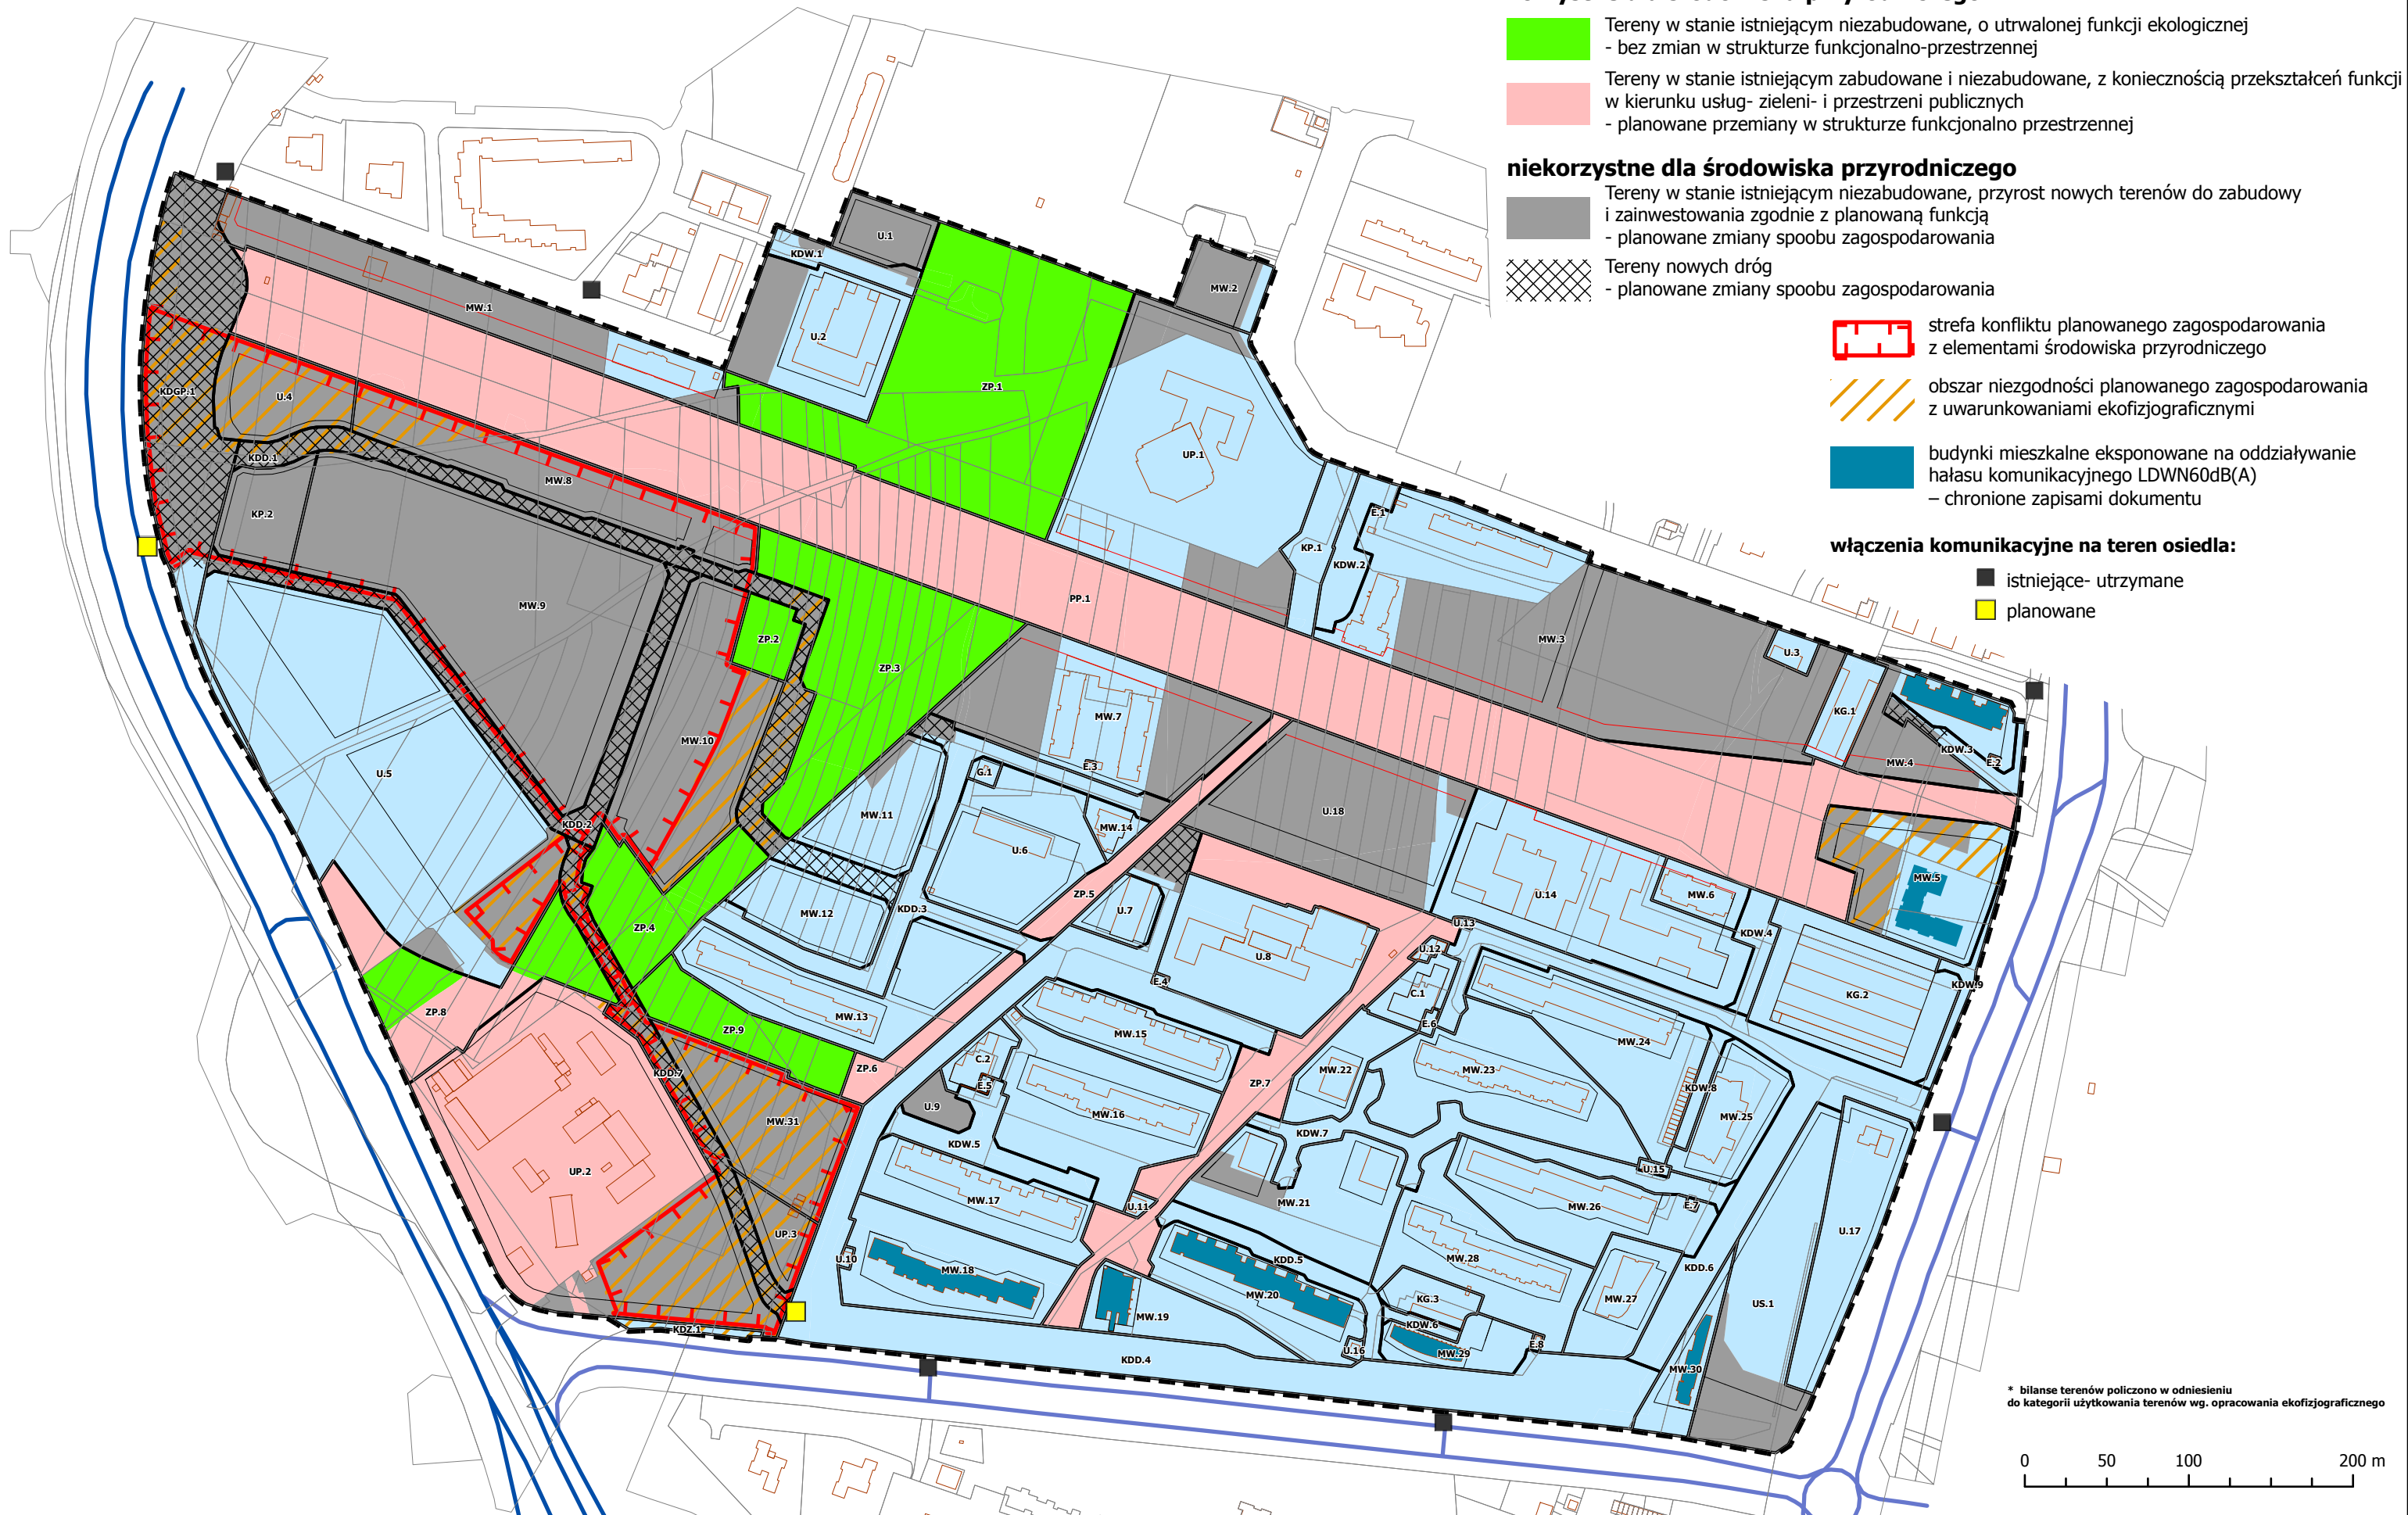 Tereny w stanie istniejącym niezabudowane, o utrwalonej funkcji ekologicznej
- bez zmian w strukturze funkcjonalno-przestrzennej
Tereny w stanie istniejącym zabudowane i niezabudowane, z koniecznością przekształceń funkcji
w kierunku usług- zieleni- i przestrzeni publicznych
- planowane przemiany w strukturze funkcjonalno przestrzennej
niekorzystne dla środowiska przyrodniczego
Tereny w stanie istniejącym niezabudowane, przyrost nowych terenów do zabudowy
i zainwestowania zgodnie z planowaną funkcją
- planowane zmiany spoobu zagospodarowania
Tereny nowych dróg
- planowane zmiany spoobu zagospodarowania
strefa konfliktu planowanego zagospodarowania
z elementami środowiska przyrodniczego
obszar niezgodności planowanego zagospodarowania
z uwarunkowaniami ekofizjograficznymi
budynki mieszkalne eksponowane na oddziaływanie
hałasu komunikacyjnego LDWN60dB(A)
– chronione zapisami dokumentu
włączenia komunikacyjne na teren osiedla:
istniejące- utrzymane
planowane
U.1
KDW.1
MW.2
MW.1
U.2
ZP.1
KDGP.1
U.4
UP.1
KDD.1
MW.8
KP.2
E.1
KP.1
KDW.2
MW.9
PP.1
ZP.2
MW.3
U.3
ZP.3
KG.1
MW.7
MW.10
KDW.3
E.2
MW.4
E.3
G.1
U.5
U.18
MW.11
KDD.2
MW.14
U.6
MW.5
ZP.5
U.14
MW.6
KDD.3
U.7
MW.12
ZP.4
U.13
KDW.4
U.12
U.8
E.4
KDW.9
C.1
KG.2
ZP.8
MW.13
E.6
ZP.9
MW.15
MW.24
C.2
ZP.6
MW.22
MW.23
KDD.7
E.5
ZP.7
KDW.8
U.9
MW.16
MW.25
MW.31
KDW.7
KDW.5
UP.2
U.15
MW.17
MW.21
U.11
MW.26
E.7
UP.3
U.17
U.10
KDD.5
MW.28
MW.18
KDD.6
MW.20
KG.3
MW.27
US.1
MW.19
KDW.6
KDZ.1
E.8
U.16
MW.29
KDD.4
MW.30
* bilanse terenów policzono w odniesieniu
do kategorii użytkowania terenów wg. opracowania ekofizjograficznego
0 50 100 200 m